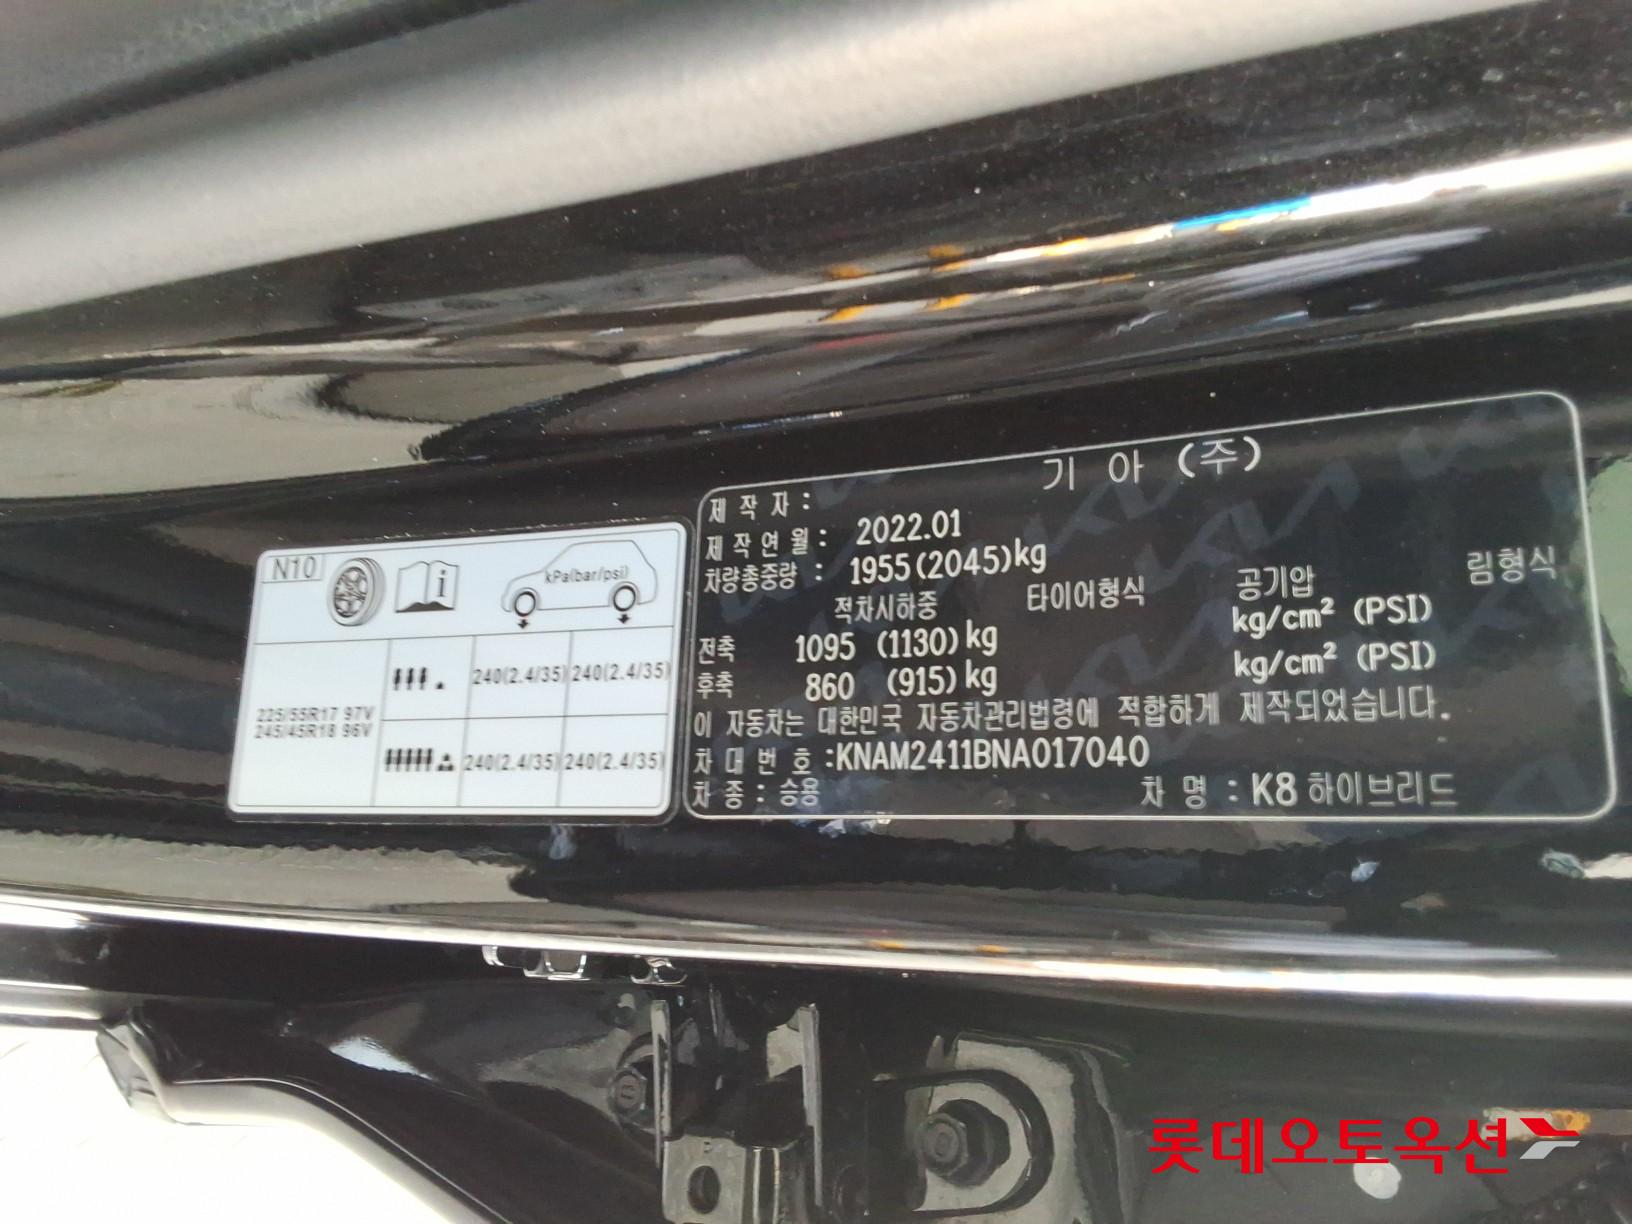 N10
kPa(bar/psi)
225/55R17 97V
245/45R18 96V
240(2.4/35) 240(2.4/35)
240(2.4/35) 240(2.4/35)
제 작 자 : 기 아 (주)
제작연월 : 2022.01
차량총중량 : 1955(2045)kg
적차시하중 타이어형식 공기압 림형식
전축 1095 (1130)kg kg/cm² (PSI)
후축 860 (915)kg kg/cm² (PSI)
이 자동차는 대한민국 자동차관리법령에 적합하게 제작되었습니다.
차 대 번 호 :KNAM2411BNA017040
차 종 : 승용 차 명 : K8 하이브리드
롯데오토옥션